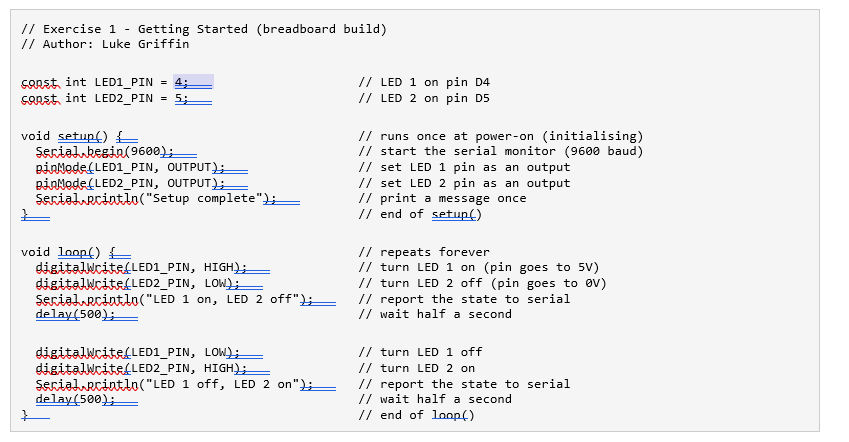 // Exercise 1 - Getting Started (breadboard build)
// Author: Luke Griffin
const int LED1_PIN = 4; // LED 1 on pin D4
const int LED2_PIN = 5; // LED 2 on pin D5
void setup() { // runs once at power-on (initialising)
Serial.begin(9600); // start the serial monitor (9600 baud)
pinMode(LED1_PIN, OUTPUT); // set LED 1 pin as an output
pinMode(LED2_PIN, OUTPUT); // set LED 2 pin as an output
Serial.println("Setup complete"); // print a message once
} // end of setup()
void loop() { // repeats forever
digitalWrite(LED1_PIN, HIGH); // turn LED 1 on (pin goes to 5V)
digitalWrite(LED2_PIN, LOW); // turn LED 2 off (pin goes to 0V)
Serial.println("LED 1 on, LED 2 off"); // report the state to serial
delay(500); // wait half a second
digitalWrite(LED1_PIN, LOW); // turn LED 1 off
digitalWrite(LED2_PIN, HIGH); // turn LED 2 on
Serial.println("LED 1 off, LED 2 on"); // report the state to serial
delay(500); // wait half a second
} // end of loop()